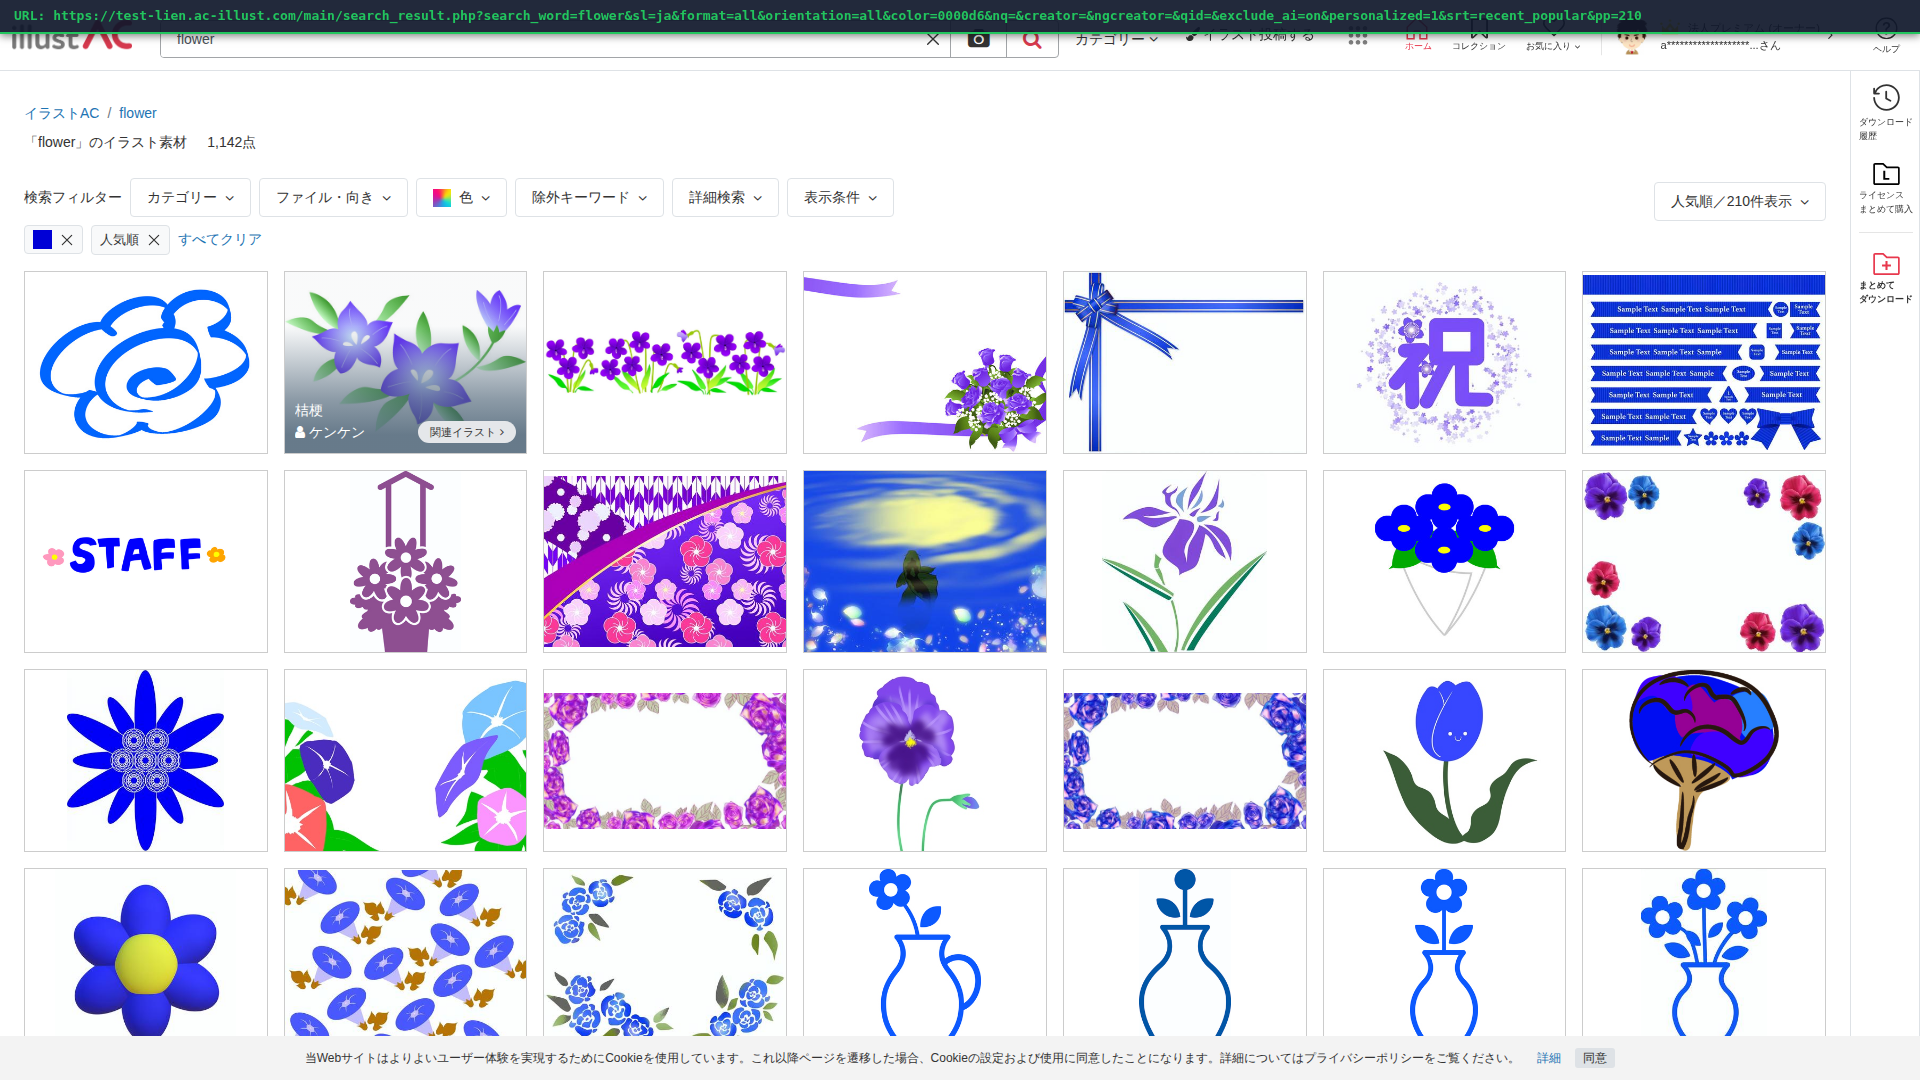 URL: https://test-lien.ac-illust.com/main/search_result.php?search_word=flower&sl=ja&format=all&orientation=all&color=0000d6&nq=&creator=&ngcreator=&qid=&exclude_ai=on&personalized=1&srt=recent_popular&pp=210
illust AC
flower
カテゴリー
イラスト投稿する
ホーム
コレクション
お気に入り
a*******************...さん
ヘルプ
イラストAC / flower
「flower」のイラスト素材 1,142点
検索フィルター カテゴリー ファイル・向き 色 除外キーワード 詳細検索 表示条件
人気順／210件表示
人気順 すべてクリア
ダウンロード
履歴
ライセンス
まとめて購入
まとめて
ダウンロード
桔梗
ケンケン
関連イラスト
祝
Sample Text Sample Text Sample Text Sample Text
Sample Text
Sample Text Sample Text Sample Text
Sample Text
Sample Text
Sample Text Sample Text Sample Text
Sample Text
Sample Text Sample Text Sample Text
Sample Text
Sample Text Sample Text
Sample Text
Sample Text Sample Text
Sample Text Sample
STAFF
当Webサイトはよりよいユーザー体験を実現するためにCookieを使用しています。これ以降ページを遷移した場合、Cookieの設定および使用に同意したことになります。詳細についてはプライバシーポリシーをご覧ください。 詳細 同意